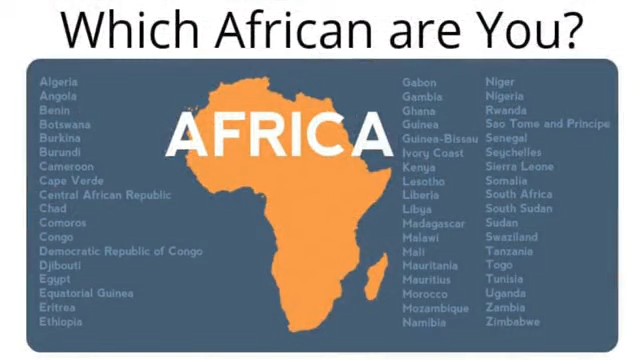 Which African are You?
AFRICA
Algeria
Angola
Benin
Botswana
Burkina
Burundi
Cameroon
Cape Verde
Central African Republic
Chad
Comoros
Congo
Democratic Republic of Congo
Djibouti
Egypt
Equatorial Guinea
Eritrea
Ethiopia
Gabon
Gambia
Ghana
Guinea
Guinea-Bissau
Ivory Coast
Kenya
Lesotho
Liberia
Libya
Madagascar
Malawi
Mali
Mauritania
Mauritius
Morocco
Mozambique
Namibia
Niger
Nigeria
Rwanda
Sao Tome and Principe
Senegal
Seychelles
Sierra Leone
Somalia
South Africa
South Sudan
Sudan
Swaziland
Tanzania
Togo
Tunisia
Uganda
Zambia
Zimbabwe